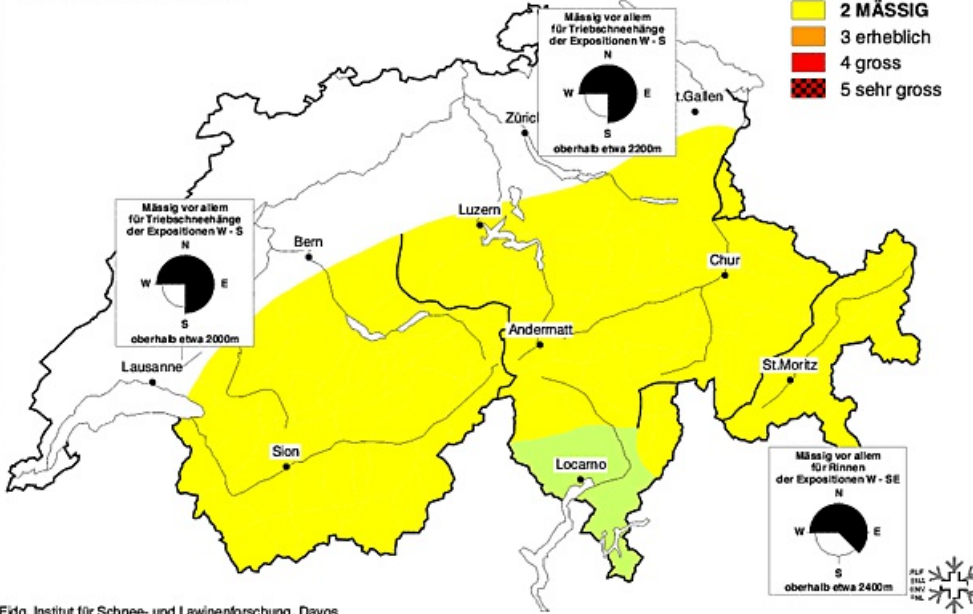 2 MÄSSIG
3 erheblich
4 gross
5 sehr gross
Mässig vor allem
für Triebschneehänge
der Expositionen W - S
N
W E
S
oberhalb etwa 2200m
t.Gallen
Züric
Mässig vor allem
für Triebschneehänge
der Expositionen W - S
N
W E
S
oberhalb etwa 2000m
Luzern
Bern
Chur
Andermatt
Lausanne
St.Moritz
Sion
Locarno
Mässig vor allem
für Rinnen
der Expositionen W - SE
N
W E
S
oberhalb etwa 2400m
Eidg. Institut für Schnee- und Lawinenforschung, Davos